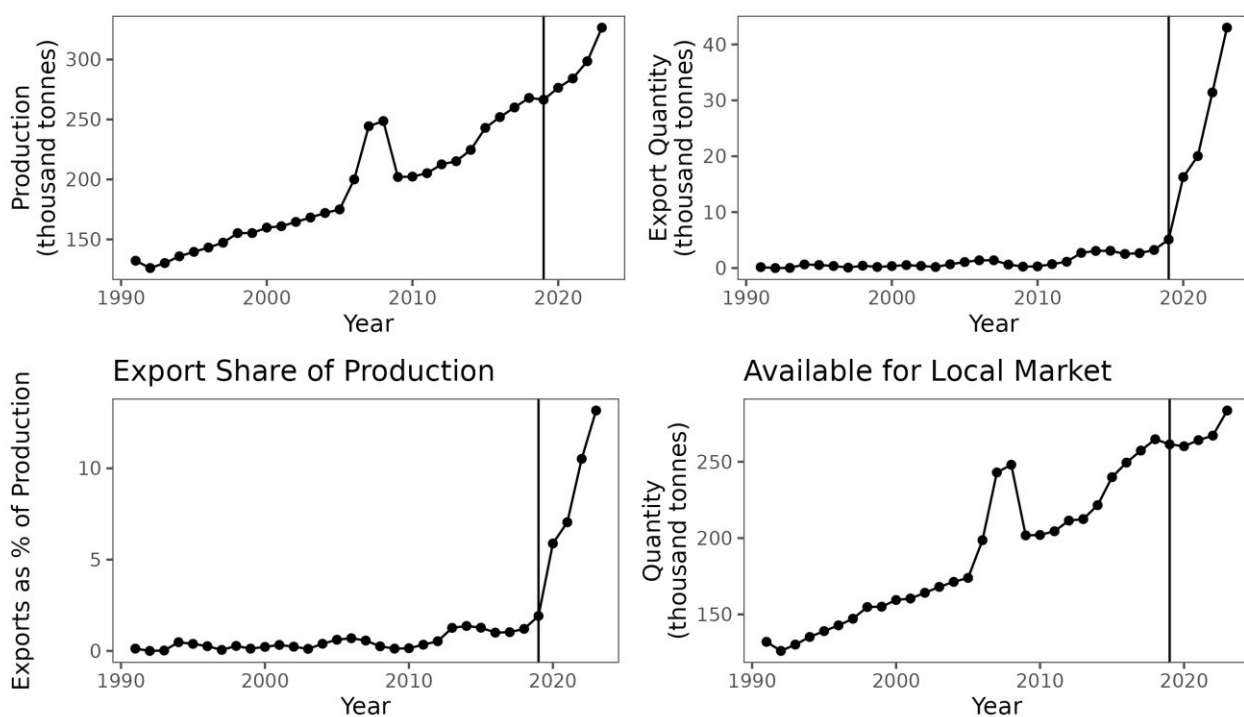 Production
(thousand tonnes)
300
250
200
150
1990
2000
2010
2020
Year
Export Quantity
(thousand tonnes)
40
30
20
10
0
1990
2000
2010
2020
Year
Export Share of Production
Exports as % of Production
10
5
0
1990
2000
2010
2020
Year
Available for Local Market
Quantity
(thousand tonnes)
250
200
150
1990
2000
2010
2020
Year